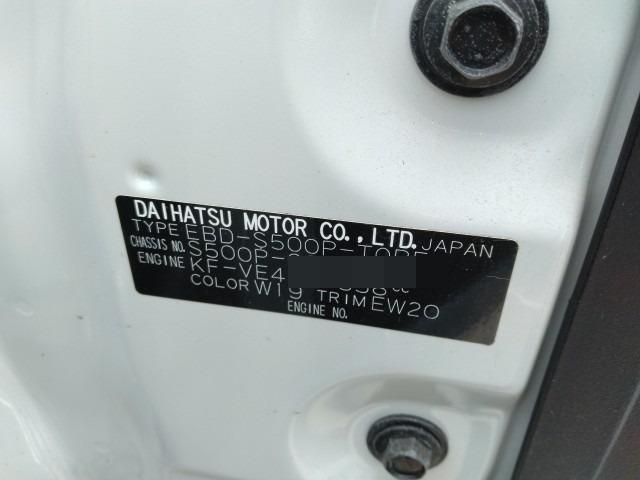 DAIHATSU MOTOR CO., LTD. JAPAN
TYPE EBD-S500P-
CHASSIS NO. S500P-
ENGINE KF-VE4 cc
COLOR W19 TRIM EW20
ENGINE NO.